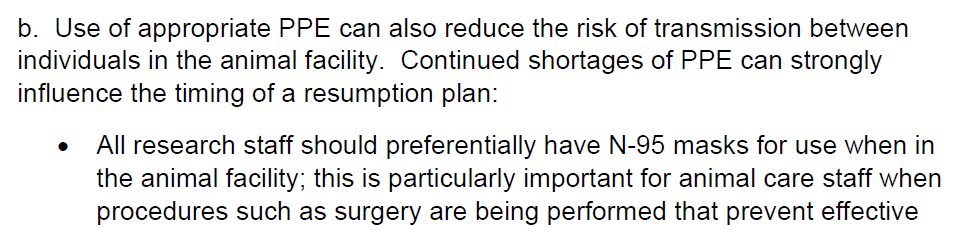 b.  Use of appropriate PPE can also reduce the risk of transmission between
individuals in the animal facility.  Continued shortages of PPE can strongly
influence the timing of a resumption plan:
• All research staff should preferentially have N-95 masks for use when in
the animal facility; this is particularly important for animal care staff when
procedures such as surgery are being performed that prevent effective